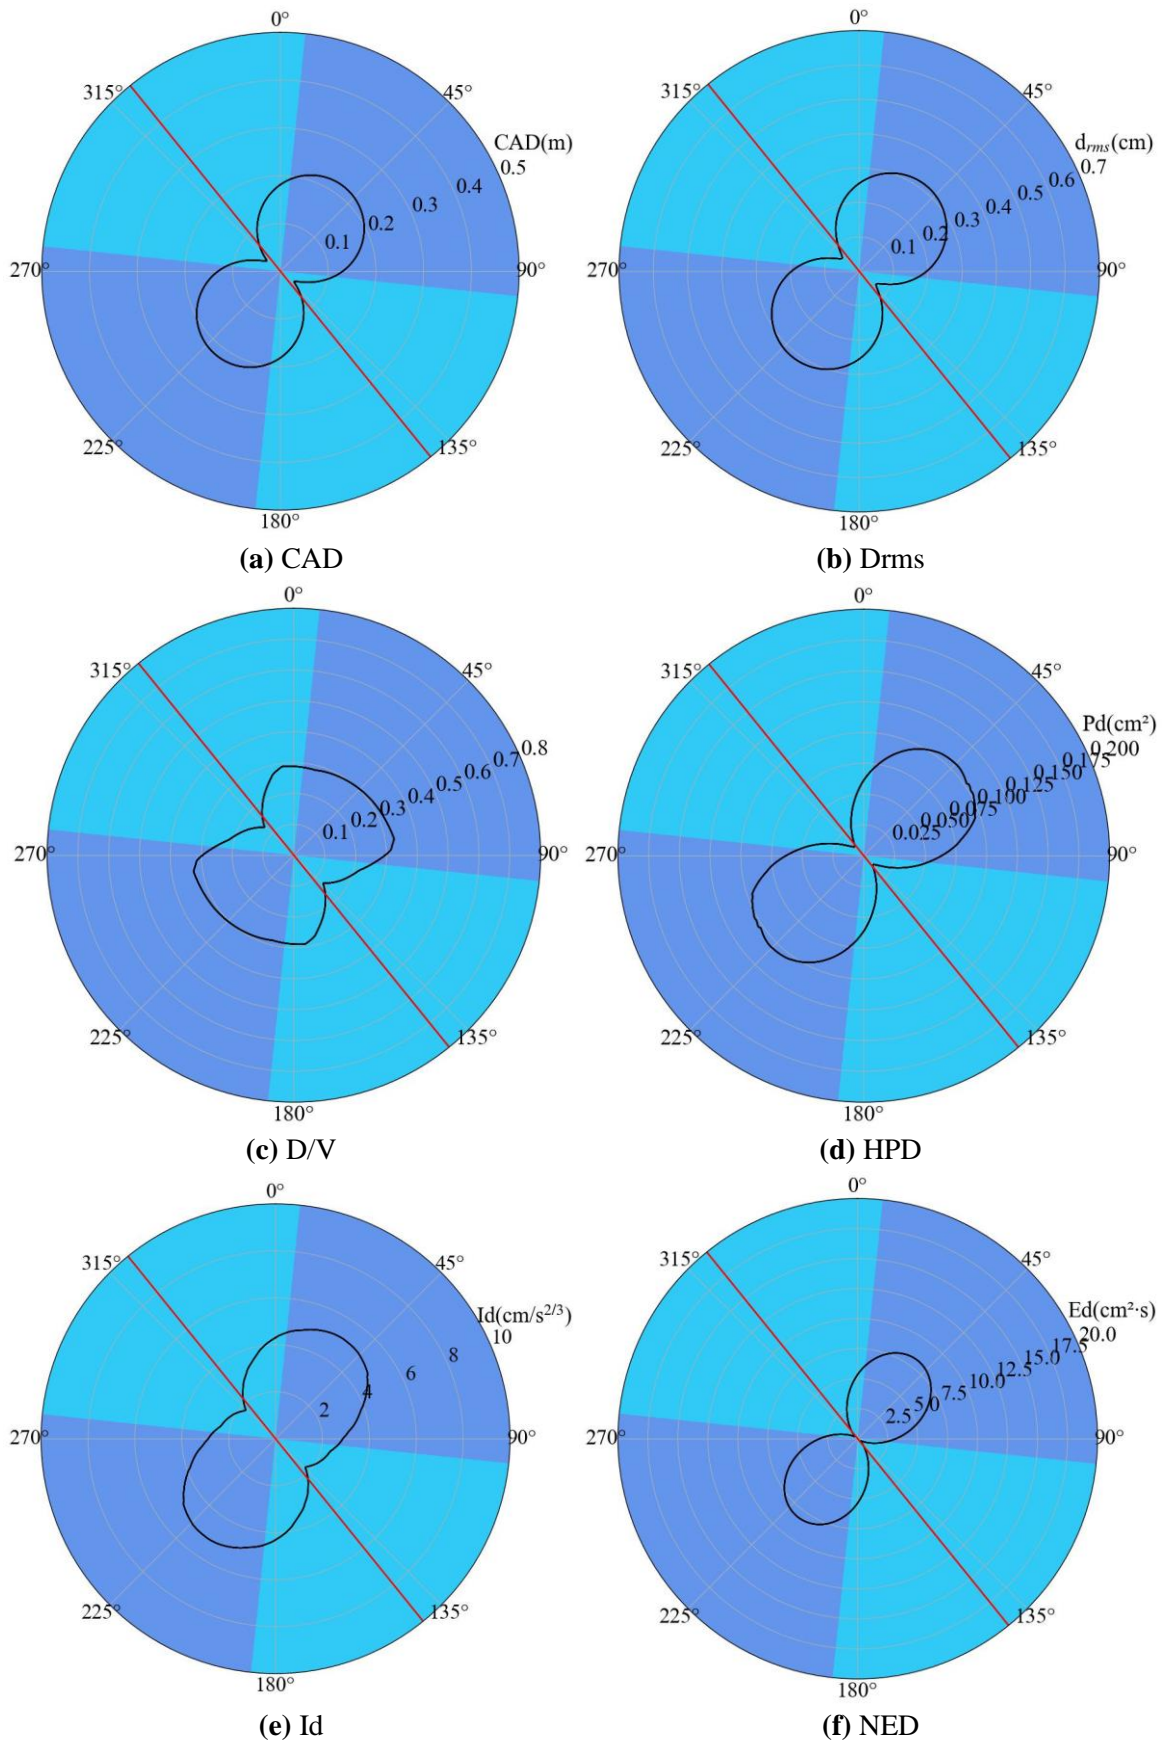 0° 0°
315° 45° 315° 45°
CAD(m) d_rms(cm)
0.5 0.7
0.4 0.6
0.3 0.5
0.2 0.4
0.1 0.3
0.2
0.1
270° 90° 270° 90°
225° 135° 225° 135°
180° 180°
(a) CAD (b) Drms
0° 0°
315° 45° 315° 45°
Pd(cm²)
0.8 0.200
0.7 0.175
0.6 0.150
0.5 0.125
0.4 0.100
0.3 0.075
0.2 0.050
0.1 0.025
270° 90° 270° 90°
225° 135° 225° 135°
180° 180°
(c) D/V (d) HPD
0° 0°
315° 45° 315° 45°
Id(cm/s²ᐟ³) Ed(cm²·s)
10 20.0
8 17.5
6 15.0
4 12.5
2 10.0
7.5
5.0
2.5
270° 90° 270° 90°
225° 135° 225° 135°
180° 180°
(e) Id (f) NED